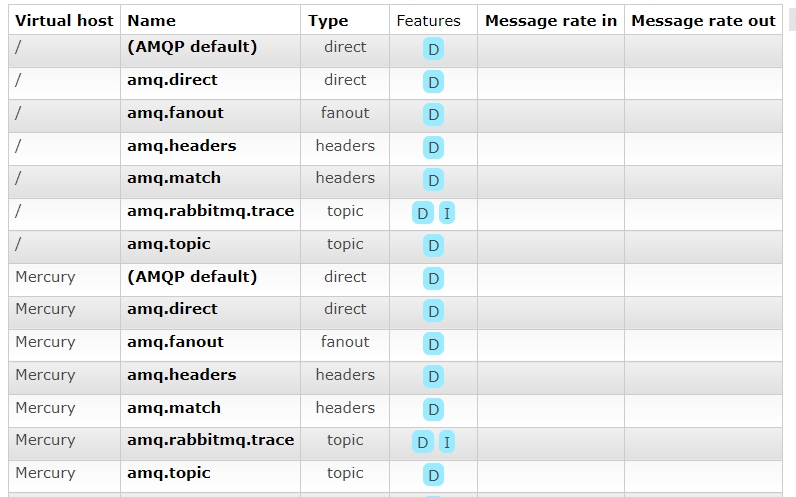 Virtual host Name Type Features Message rate in Message rate out
/ (AMQP default) direct D
/ amq.direct direct D
/ amq.fanout fanout D
/ amq.headers headers D
/ amq.match headers D
/ amq.rabbitmq.trace topic D I
/ amq.topic topic D
Mercury (AMQP default) direct D
Mercury amq.direct direct D
Mercury amq.fanout fanout D
Mercury amq.headers headers D
Mercury amq.match headers D
Mercury amq.rabbitmq.trace topic D I
Mercury amq.topic topic D